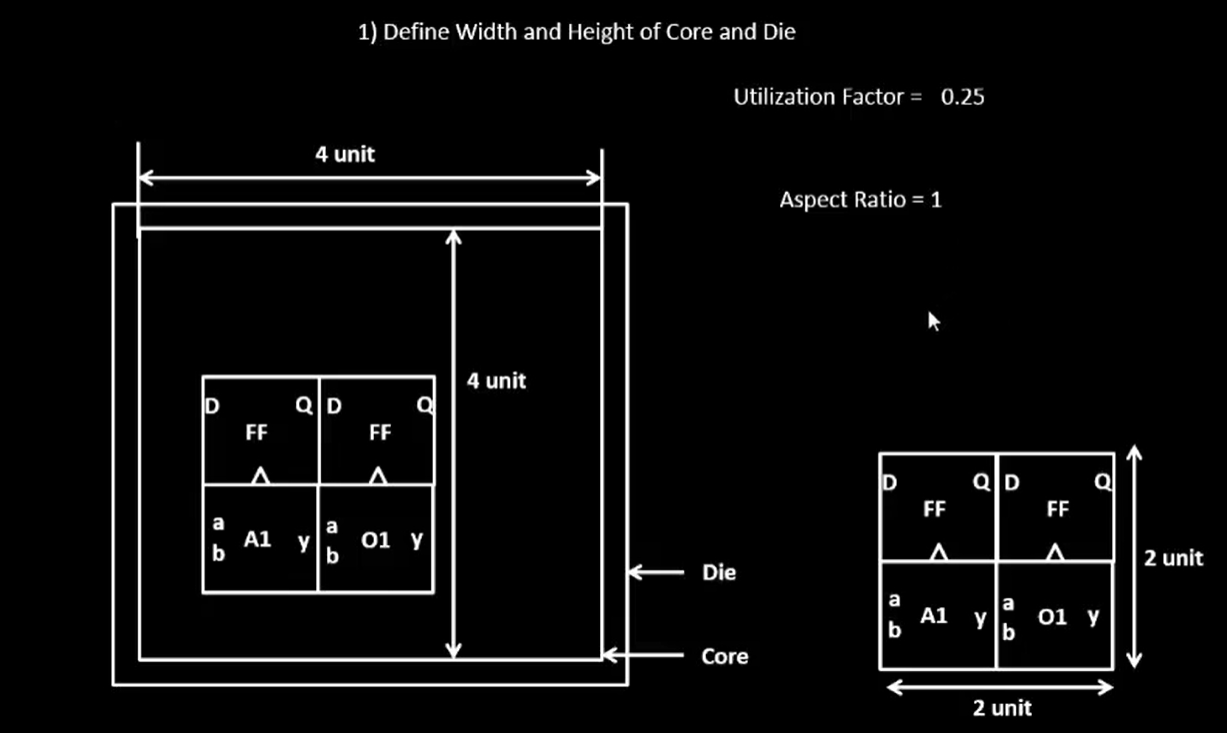 1) Define Width and Height of Core and Die
Utilization Factor = 0.25
4 unit
Aspect Ratio = 1
4 unit
D Q D Q
FF FF
a A1 y a O1 y
b b
Die
Core
D Q D Q
FF FF
a A1 y a O1 y
b b
2 unit
2 unit